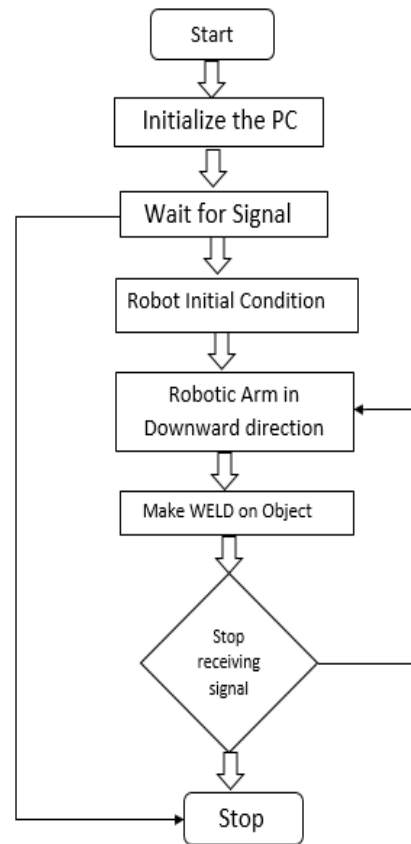 Start
Initialize the PC
Wait for Signal
Robot Initial Condition
Robotic Arm in
Downward direction
Make WELD on Object
Stop
receiving
signal
Stop